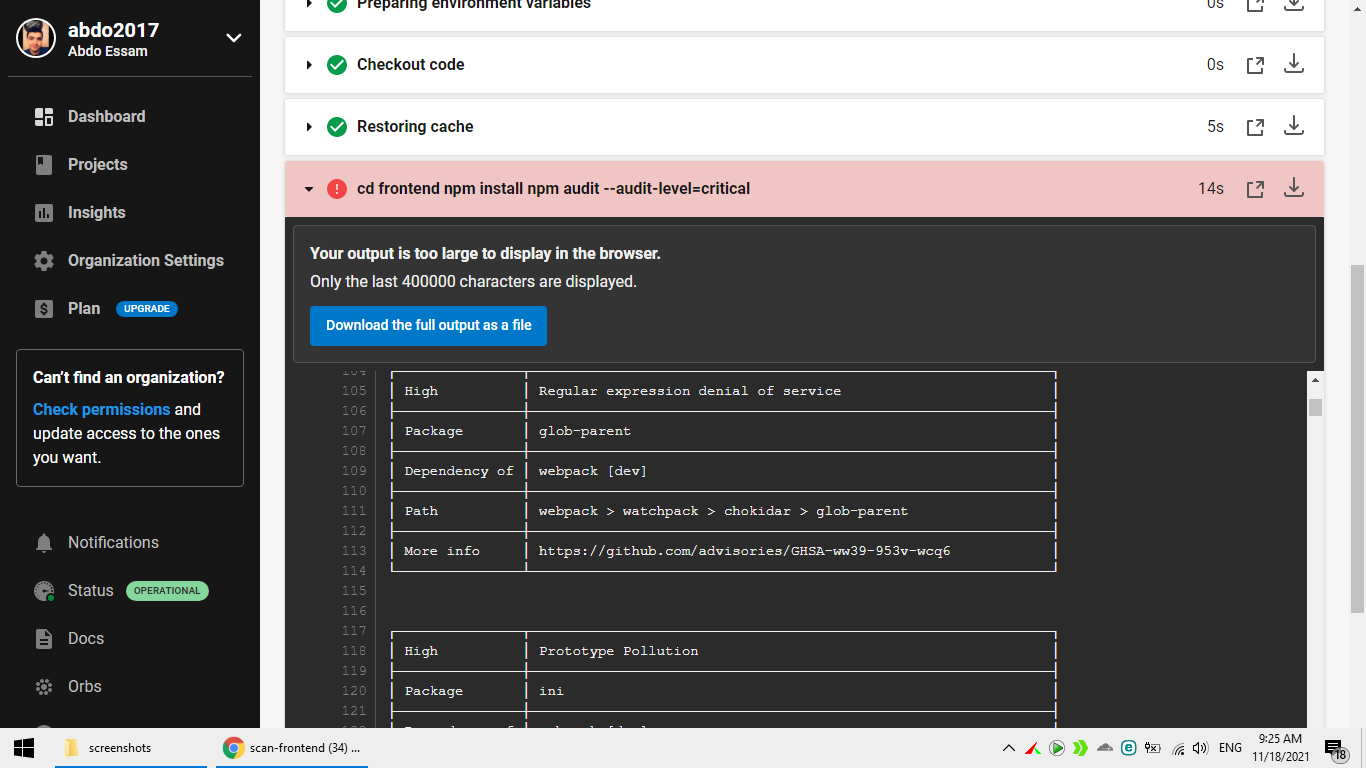 abdo2017
Abdo Essam
Dashboard
Projects
Insights
Organization Settings
Plan UPGRADE
Can't find an organization?
Check permissions and
update access to the ones
you want.
Notifications
Status OPERATIONAL
Docs
Orbs
Preparing environment variables 0s
Checkout code 0s
Restoring cache 5s
cd frontend npm install npm audit --audit-level=critical 14s
Your output is too large to display in the browser.
Only the last 400000 characters are displayed.
Download the full output as a file
104
105 High Regular expression denial of service
106
107 Package glob-parent
108
109 Dependency of webpack [dev]
110
111 Path webpack > watchpack > chokidar > glob-parent
112
113 More info https://github.com/advisories/GHSA-ww39-953v-wcq6
114
115
116
117
118 High Prototype Pollution
119
120 Package ini
121
screenshots
scan-frontend (34) ...
ENG
9:25 AM
11/18/2021
18